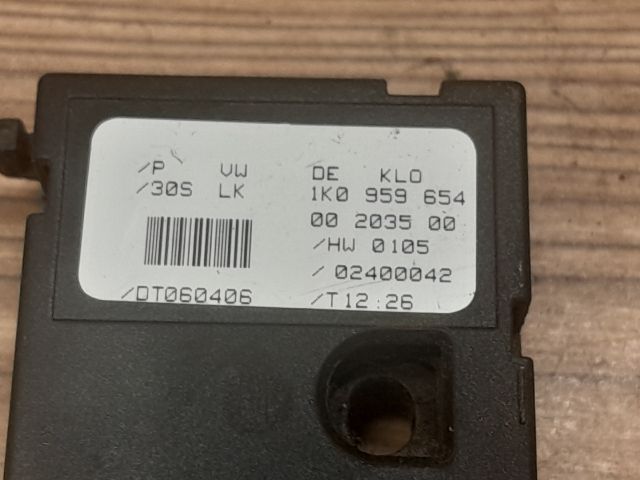 /P VW DE KLO
/30S LK 1K0 959 654
00 2035 00
/HW 0105
/ 02400042
/DT060406 /T12:26